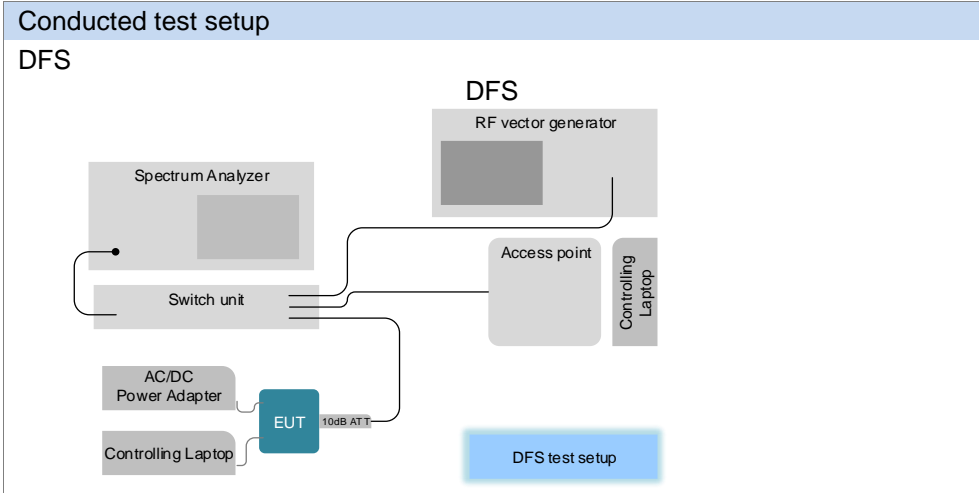 Conducted test setup
DFS
DFS
RF vector generator
Spectrum Analyzer
Access point
Controlling
Laptop
Switch unit
AC/DC
Power Adapter
EUT
10dB ATT
Controlling Laptop
DFS test setup